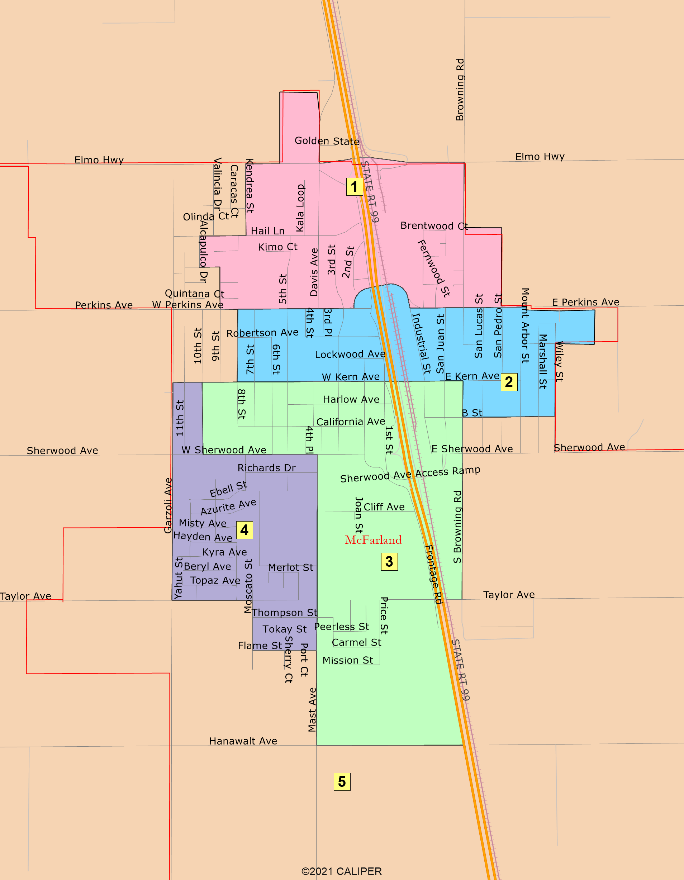 Browning Rd
Golden State
Elmo Hwy
Elmo Hwy
1
STATE RT 99
Valincia Dr
Caracas Ct
Kendrea St
Kala Loop
Olinda Ct
Alcapulco Dr
Hail Ln
Brentwood Ct
Kimo Ct
Davis Ave
3rd St
2nd St
Fernwood St
5th St
Quintana Ct
Perkins Ave
W Perkins Ave
E Perkins Ave
4th St
3rd Pl
Industrial St
San Juan St
San Lucas St
San Pedro St
Mount Arbor St
Marshall St
Wiley St
10th St
9th St
Robertson Ave
7th St
6th St
Lockwood Ave
W Kern Ave
E Kern Ave
2
11th St
8th St
Harlow Ave
B St
California Ave
4th Pl
1st St
Sherwood Ave
W Sherwood Ave
E Sherwood Ave
Sherwood Ave
Richards Dr
Sherwood Ave Access Ramp
Garzoli Ave
Ebell St
Azurite Ave
Joan St
Cliff Ave
S Browning Rd
Misty Ave
4
Hayden Ave
McFarland
Kyra Ave
3
Frontage Rd
Yahut St
Beryl Ave
Moscato St
Merlot St
Topaz Ave
Taylor Ave
Taylor Ave
Price St
Thompson St
Tokay St
Peerless St
Flame St
Sherry Ct
Port Ct
Carmel St
Mission St
STATE RT 99
Mast Ave
Hanawalt Ave
5
©2021 CALIPER